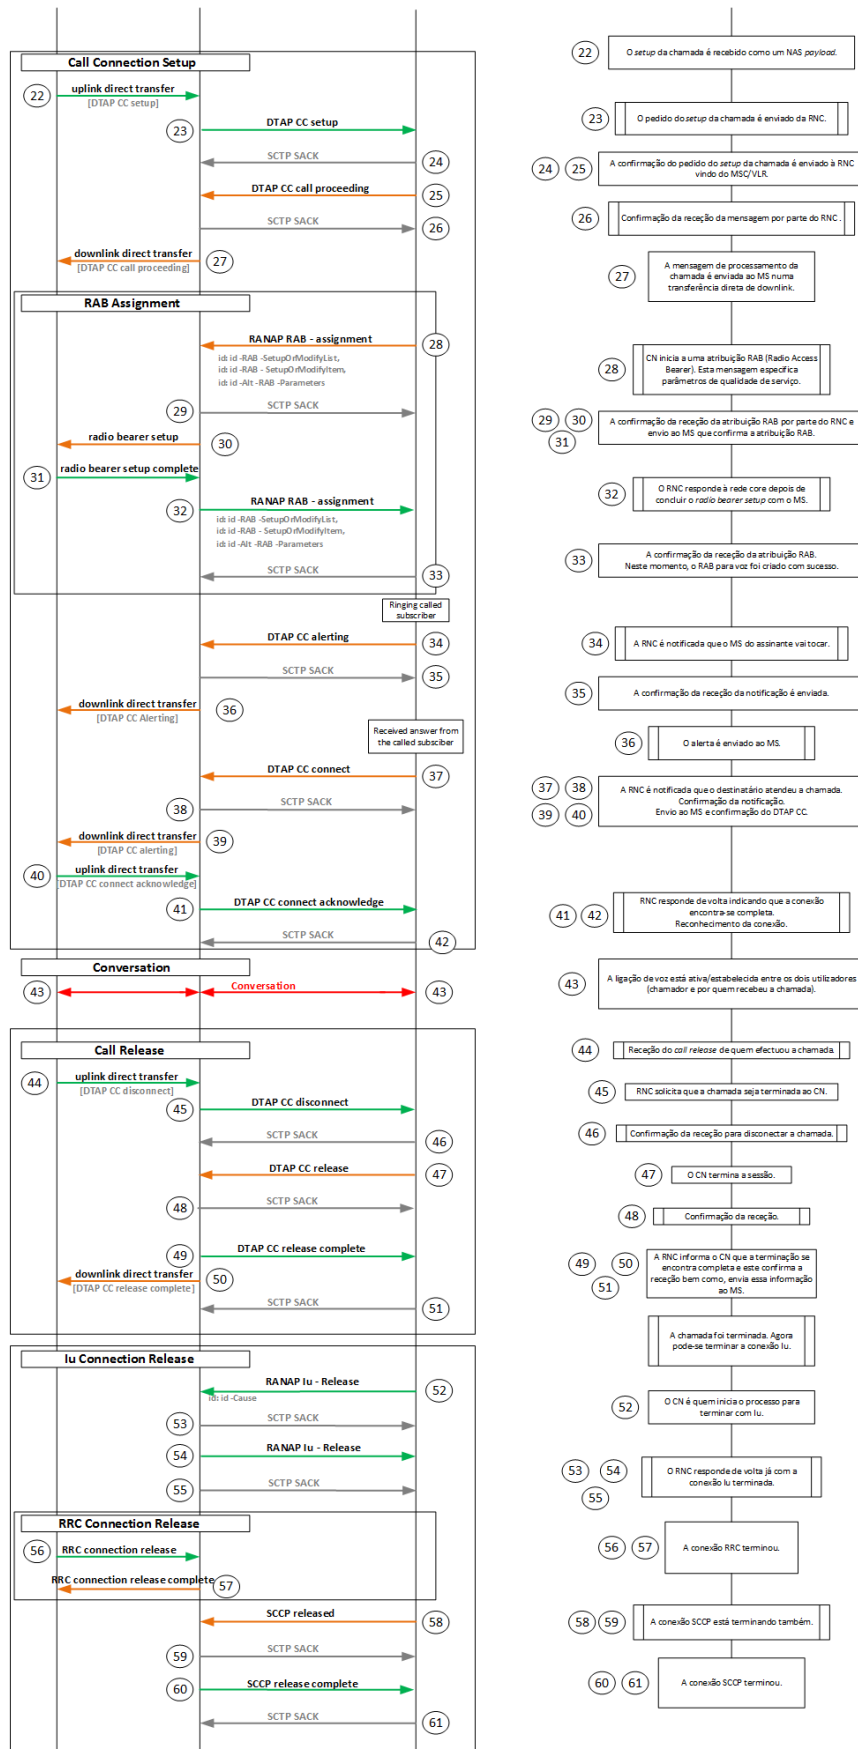 Call Connection Setup
22
uplink direct transfer
[DTAP CC setup]
23
DTAP CC setup
SCTP SACK
24
DTAP CC call proceeding
25
SCTP SACK
26
downlink direct transfer
27
[DTAP CC call proceeding]
RAB Assignment
RANAP RAB - assignment
28
id: id -RAB -SetupOrModifyList,
id: id -RAB - SetupOrModifyItem,
id: id -Alt -RAB -Parameters
29
SCTP SACK
radio bearer setup
30
31
radio bearer setup complete
32
RANAP RAB - assignment
id: id -RAB -SetupOrModifyList,
id: id -RAB - SetupOrModifyItem,
id: id -Alt -RAB -Parameters
SCTP SACK
33
Ringing called
subscriber
DTAP CC alerting
34
SCTP SACK
35
downlink direct transfer
36
[DTAP CC Alerting]
Received answer from
the called subsciber
DTAP CC connect
37
38
SCTP SACK
downlink direct transfer
39
[DTAP CC alerting]
40
uplink direct transfer
[DTAP CC connect acknowledge]
41
DTAP CC connect acknowledge
SCTP SACK
42
Conversation
43
Conversation
43
Call Release
44
uplink direct transfer
[DTAP CC disconnect]
45
DTAP CC disconnect
SCTP SACK
46
DTAP CC release
47
48
SCTP SACK
49
DTAP CC release complete
downlink direct transfer
50
[DTAP CC release complete]
SCTP SACK
51
Iu Connection Release
RANAP Iu - Release
52
id: id -Cause
53
SCTP SACK
54
RANAP Iu - Release
55
SCTP SACK
RRC Connection Release
56
RRC connection release
RRC connection release complete
57
SCCP released
58
59
SCTP SACK
60
SCCP release complete
SCTP SACK
61
22
O setup da chamada é recebido como um NAS payload.
23
O pedido do setup da chamada é enviado da RNC.
24 25
A confirmação do pedido do setup da chamada é enviado à RNC
vindo do MSC/VLR.
26
Confirmação da receção da mensagem por parte do RNC .
27
A mensagem de processamento da
chamada é enviada ao MS numa
transferência direta de downlink.
28
CN inicia a uma atribuição RAB (Radio Access
Bearer). Esta mensagem especifica
parâmetros de qualidade de serviço.
29 30
31
A confirmação da receção da atribuição RAB por parte do RNC e
envio ao MS que confirma a atribuição RAB.
32
O RNC responde à rede core depois de
concluir o radio bearer setup com o MS.
33
A confirmação da receção da atribuição RAB.
Neste momento, o RAB para voz foi criado com sucesso.
34
A RNC é notificada que o MS do assinante vai tocar.
35
A confirmação da receção da notificação é enviada.
36
O alerta é enviado ao MS.
37 38
39 40
A RNC é notificada que o destinatário atendeu a chamada.
Confirmação da notificação.
Envio ao MS e confirmação do DTAP CC.
41 42
RNC responde de volta indicando que a conexão
encontra-se completa.
Reconhecimento da conexão.
43
A ligação de voz está ativa/estabelecida entre os dois utilizadores
(chamador e por quem recebeu a chamada).
44
Receção do call release de quem efectuou a chamada.
45
RNC solicita que a chamada seja terminada ao CN.
46
Confirmação da receção para disconectar a chamada.
47
O CN termina a sessão.
48
Confirmação da receção.
49 50
51
A RNC informa o CN que a terminação se
encontra completa e este confirma a
receção bem como, envia essa informação
ao MS.
A chamada foi terminada. Agora
pode-se terminar a conexão Iu.
52
O CN é quem inicia o processo para
terminar com Iu.
53 54
55
O RNC responde de volta já com a
conexão Iu terminada.
56 57
A conexão RRC terminou.
58 59
A conexão SCCP está terminando também.
60 61
A conexão SCCP terminou.